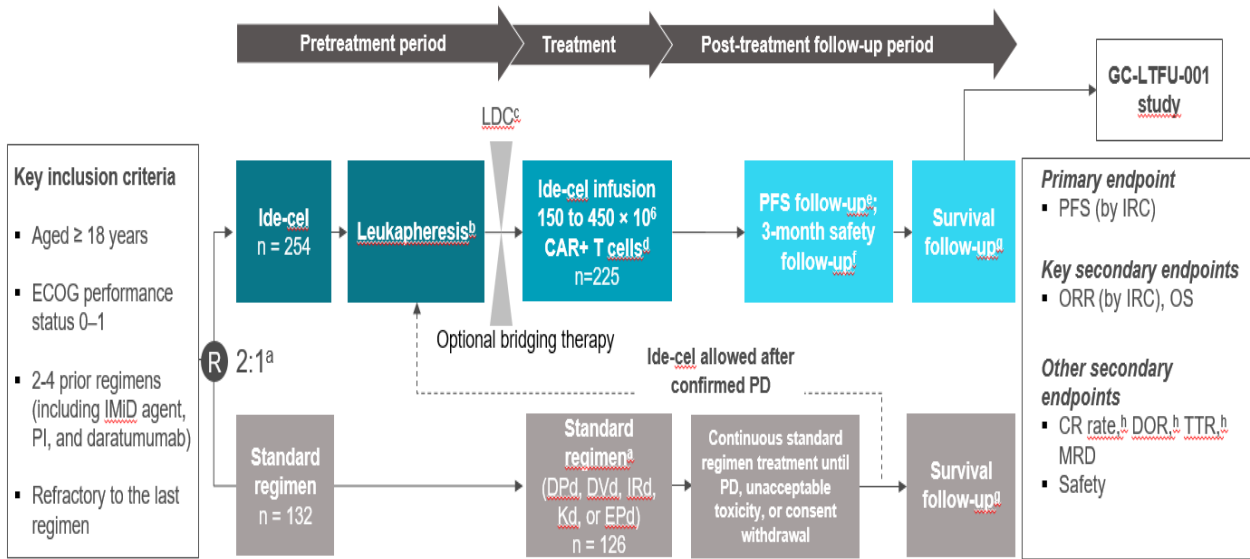 Pretreatment period
Treatment
Post-treatment follow-up period
GC-LTFU-001
study
LDCᶜ
Key inclusion criteria
▪ Aged ≥ 18 years
▪ ECOG performance
status 0–1
▪ 2-4 prior regimens
(including IMiD agent,
PI, and daratumumab)
▪ Refractory to the last
regimen
R 2:1ᵃ
Ide-cel
n = 254
Leukapheresisᵇ
Ide-cel infusion
150 to 450 × 10⁶
CAR+ T cellsᵈ
n=225
PFS follow-upᵉ;
3-month safety
follow-upᶠ
Survival
follow-upᵍ
Optional bridging therapy
Ide-cel allowed after
confirmed PD
Standard
regimen
n = 132
Standard
regimenᵃ
(DPd, DVd, IRd,
Kd, or EPd)
n = 126
Continuous standard
regimen treatment until
PD, unacceptable
toxicity, or consent
withdrawal
Survival
follow-upᵍ
Primary endpoint
▪ PFS (by IRC)
Key secondary endpoints
▪ ORR (by IRC), OS
Other secondary
endpoints
▪ CR rate,ʰ DOR,ʰ TTR,ʰ
MRD
▪ Safety